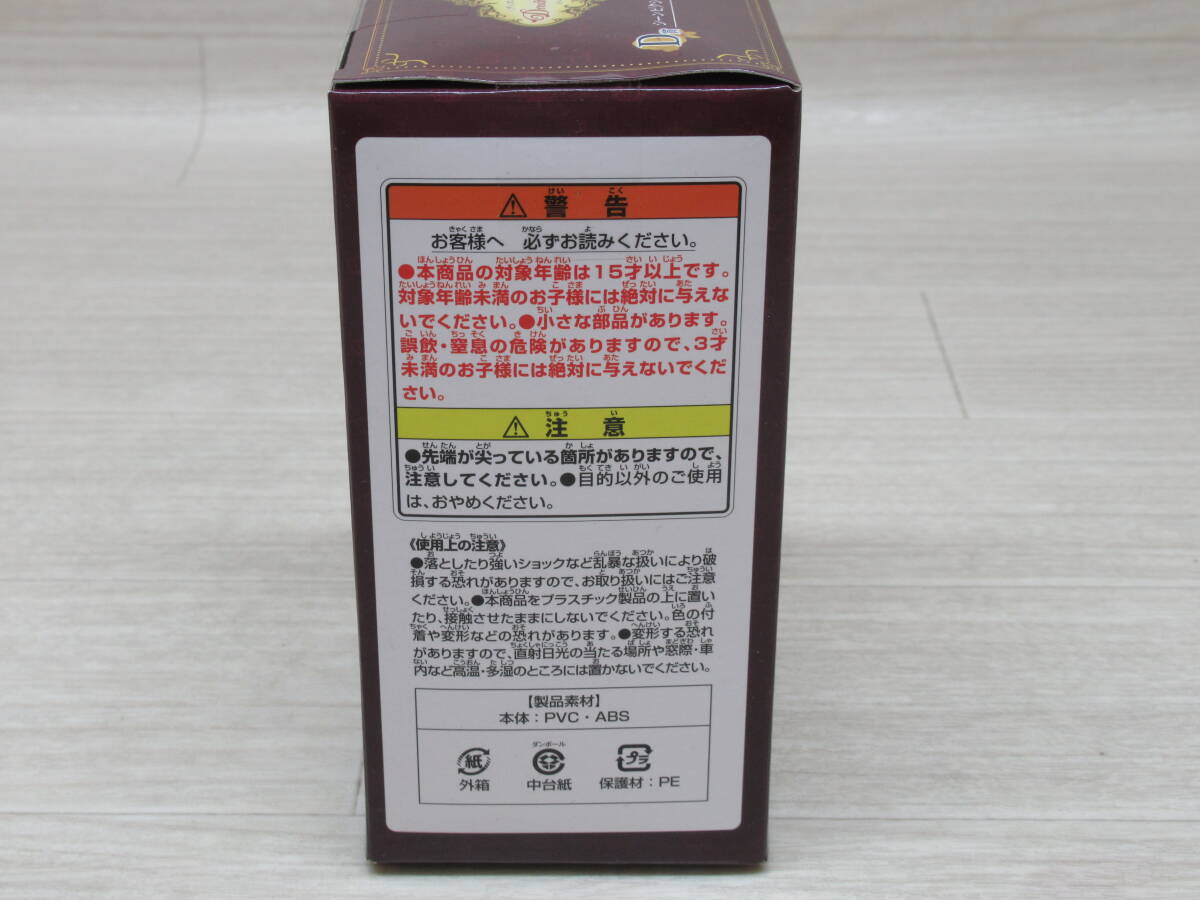 D賞
⚠ 警告
お客様へ 必ずお読みください。
●本商品の対象年齢は15才以上です。
対象年齢未満のお子様には絶対に与えな
いでください。●小さな部品があります。
誤飲・窒息の危険がありますので、3才
未満のお子様には絶対に与えないでくだ
さい。
⚠ 注意
●先端が尖っている箇所がありますので、
注意してください。●目的以外のご使用
は、おやめください。
《使用上の注意》
●落としたり強いショックなど乱暴な扱いにより破
損する恐れがありますので、お取り扱いにはご注意
ください。●本商品をプラスチック製品の上に置い
たり、接触させたままにしないでください。色の付
着や変形などの恐れがあります。●変形する恐れ
がありますので、直射日光の当たる場所や窓際・車
内など高温・多湿のところには置かないでください。
【製品素材】
本体：PVC・ABS
紙 ダンボール プラ
外箱 中台紙 保護材：PE